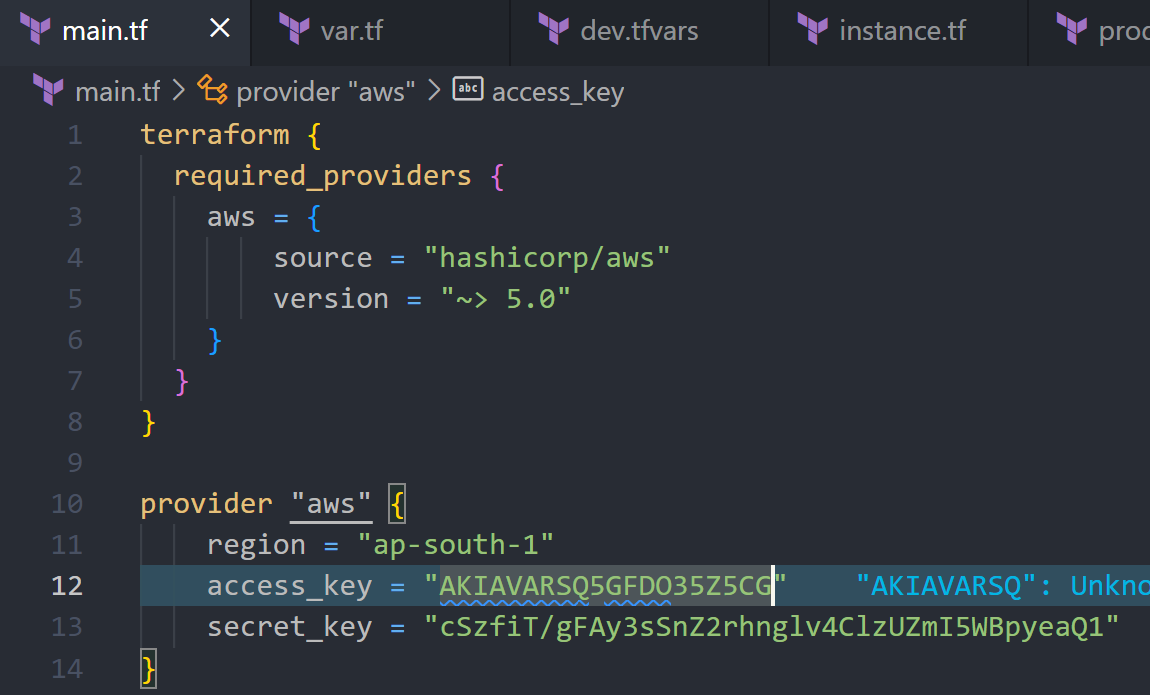 main.tf
var.tf
dev.tfvars
instance.tf
main.tf > provider "aws" > abc access_key
1 terraform {
2 required_providers {
3 aws = {
4 source = "hashicorp/aws"
5 version = "~> 5.0"
6 }
7 }
8 }
9
10 provider "aws" {
11 region = "ap-south-1"
12 access_key = "AKIAVARSQ5GFDO35Z5CG" "AKIAVARSQ":
13 secret_key = "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"
14 }